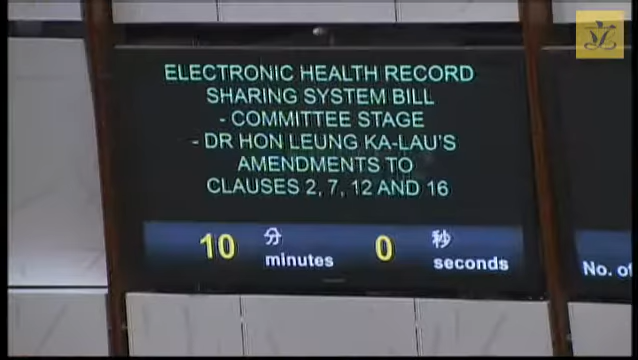 ELECTRONIC HEALTH RECORD
SHARING SYSTEM BILL
- COMMITTEE STAGE
- DR HON LEUNG KA-LAU'S
AMENDMENTS TO
CLAUSES 2, 7, 12 AND 16
10 分 minutes 0 秒 seconds
No. of
立